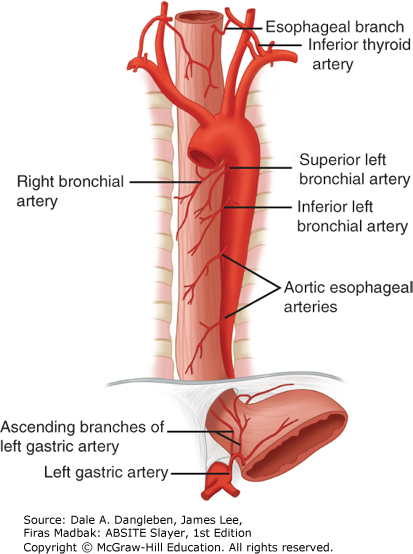 Esophageal branch
Inferior thyroid
artery
Superior left
bronchial artery
Right bronchial
artery
Inferior left
bronchial artery
Aortic esophageal
arteries
Ascending branches of
left gastric artery
Left gastric artery
Source: Dale A. Dangleben, James Lee,
Firas Madbak: ABSITE Slayer, 1st Edition
Copyright © McGraw-Hill Education. All rights reserved.